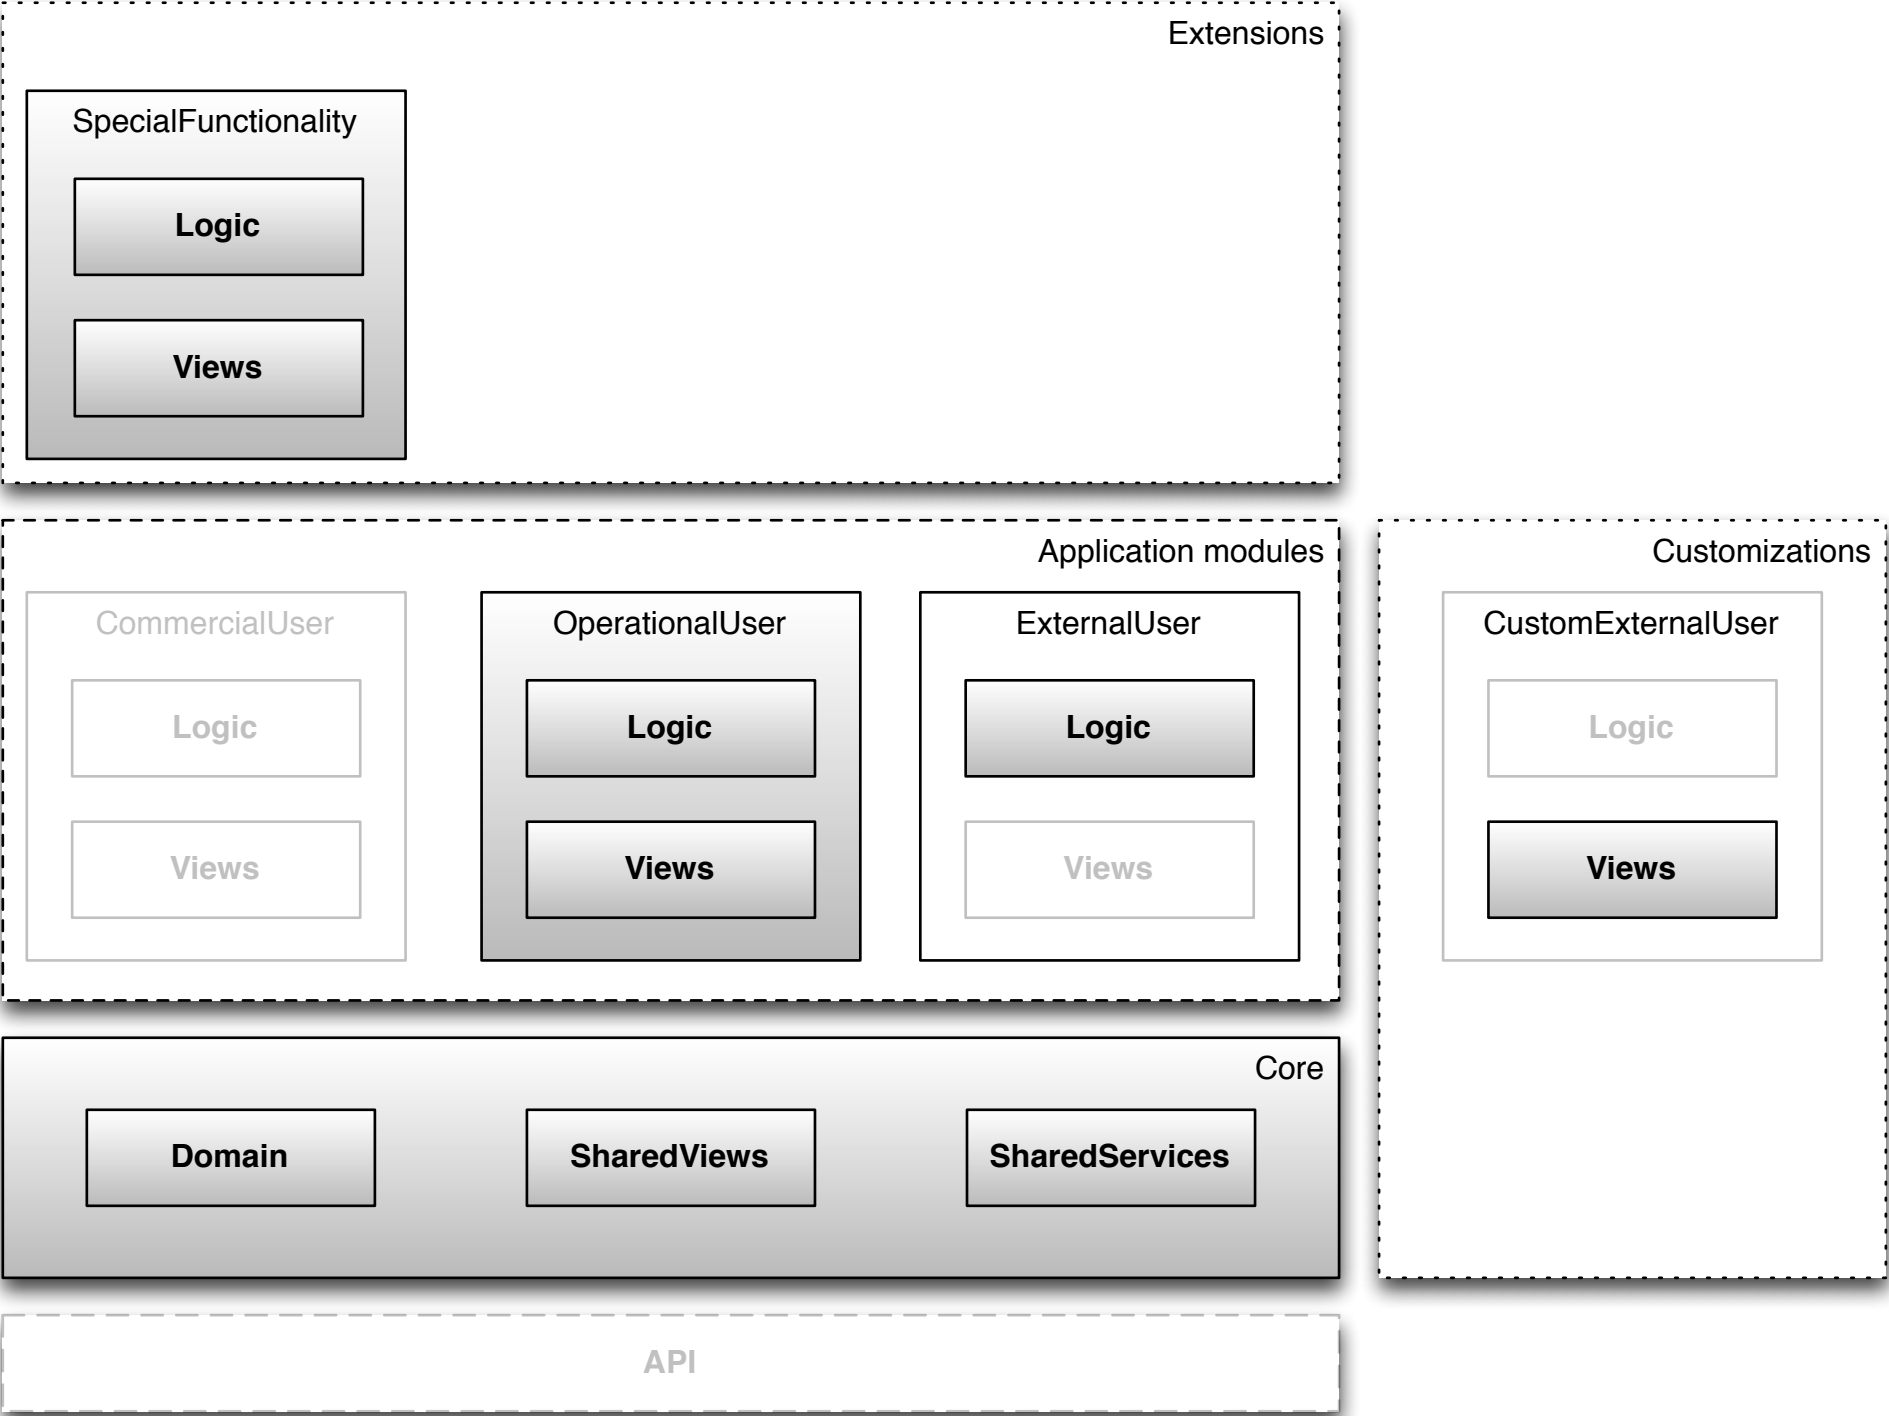 Extensions
SpecialFunctionality
Logic
Views
Application modules
CommercialUser
Logic
Views
OperationalUser
Logic
Views
ExternalUser
Logic
Views
Customizations
CustomExternalUser
Logic
Views
Core
Domain
SharedViews
SharedServices
API